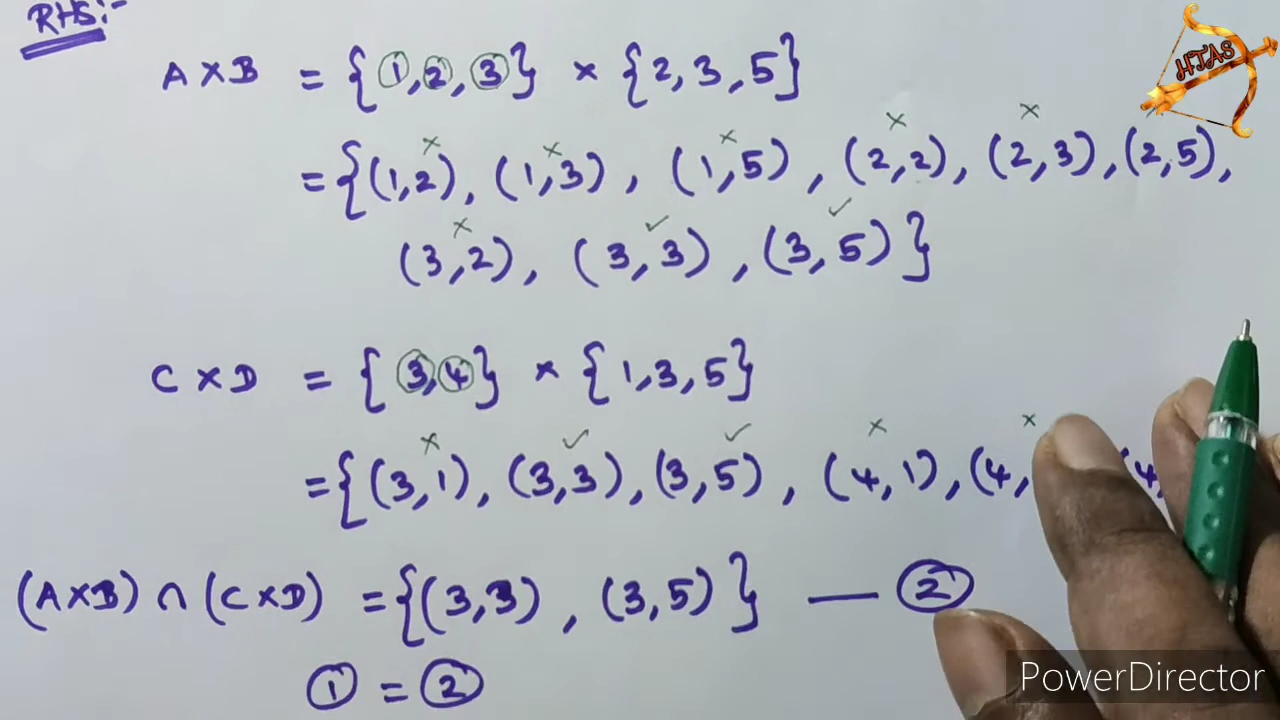 RHS:-
HTAS
A × B = {1, 2, 3} × {2, 3, 5}
= {(1,2), (1,3), (1,5), (2,2), (2,3), (2,5),
(3,2), (3,3), (3,5)}
C × D = {3, 4} × {1, 3, 5}
= {(3,1), (3,3), (3,5), (4,1), (4,
(A×B) ∩ (C×D) = {(3,3), (3,5)} — ②
① = ②
PowerDirector